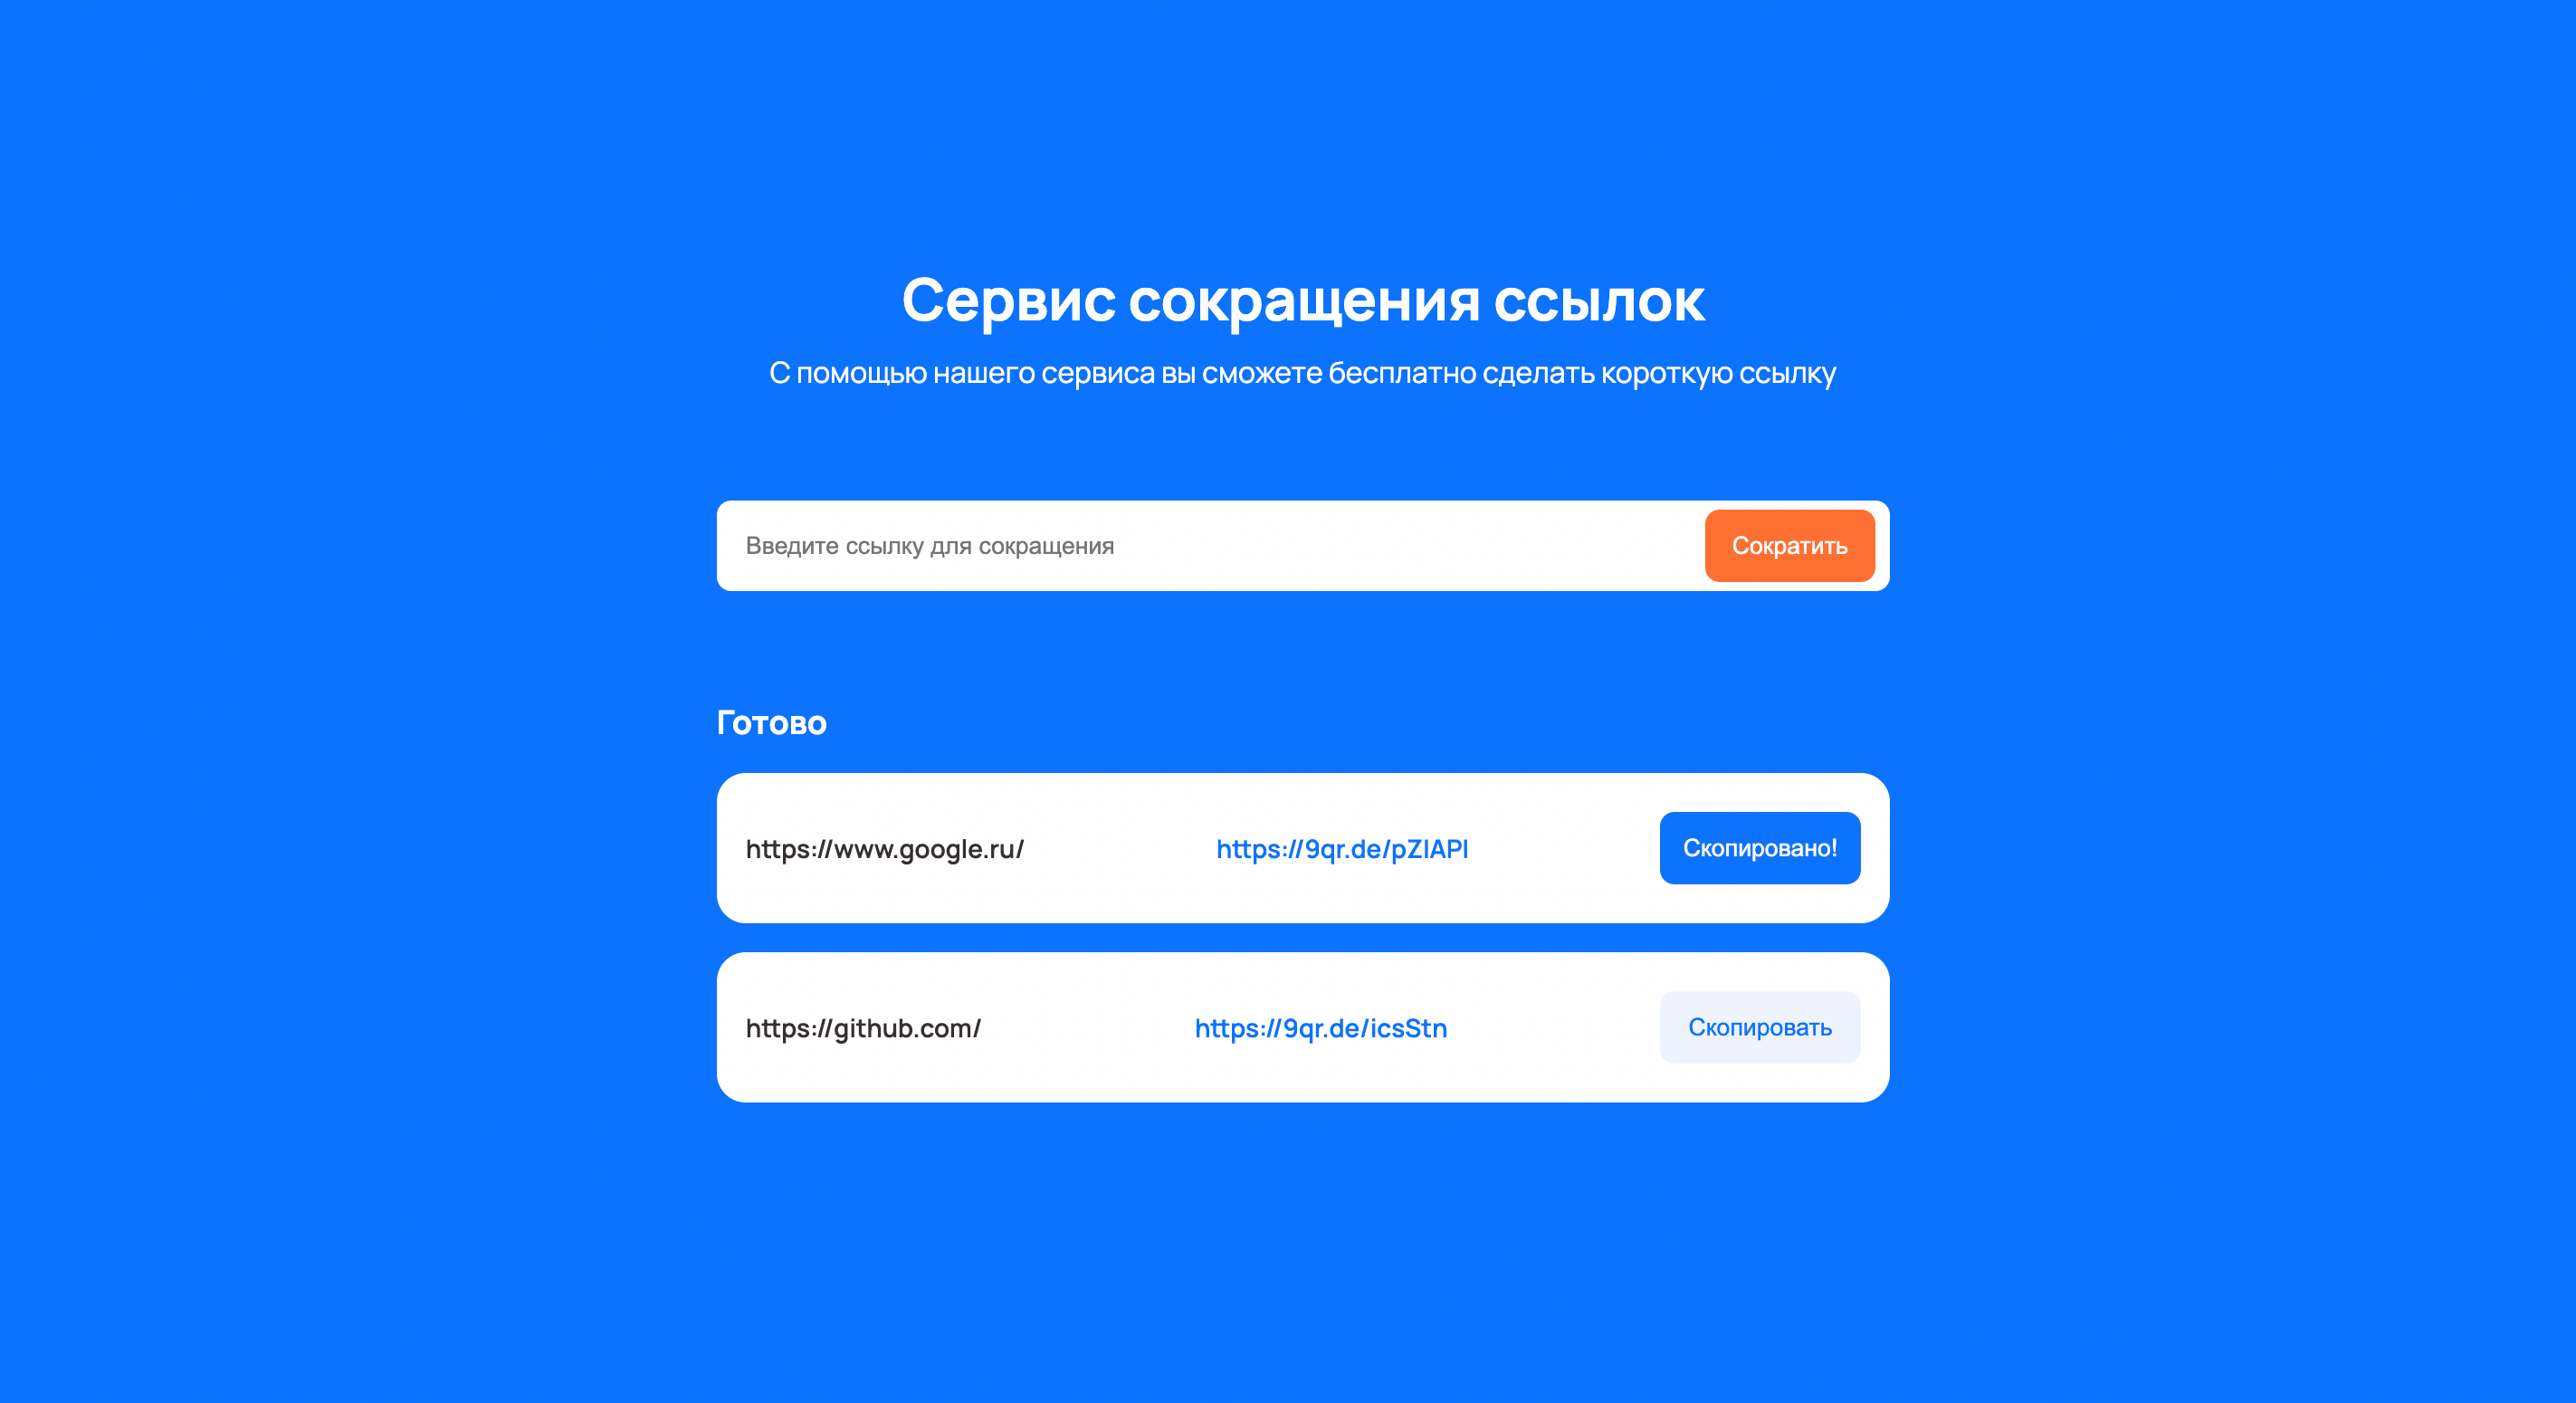 Сервис сокращения ссылок
С помощью нашего сервиса вы сможете бесплатно сделать короткую ссылку
Введите ссылку для сокращения
Сократить
Готово
https://www.google.ru/
https://9qr.de/pZIAPI
Скопировано!
https://github.com/
https://9qr.de/icsStn
Скопировать